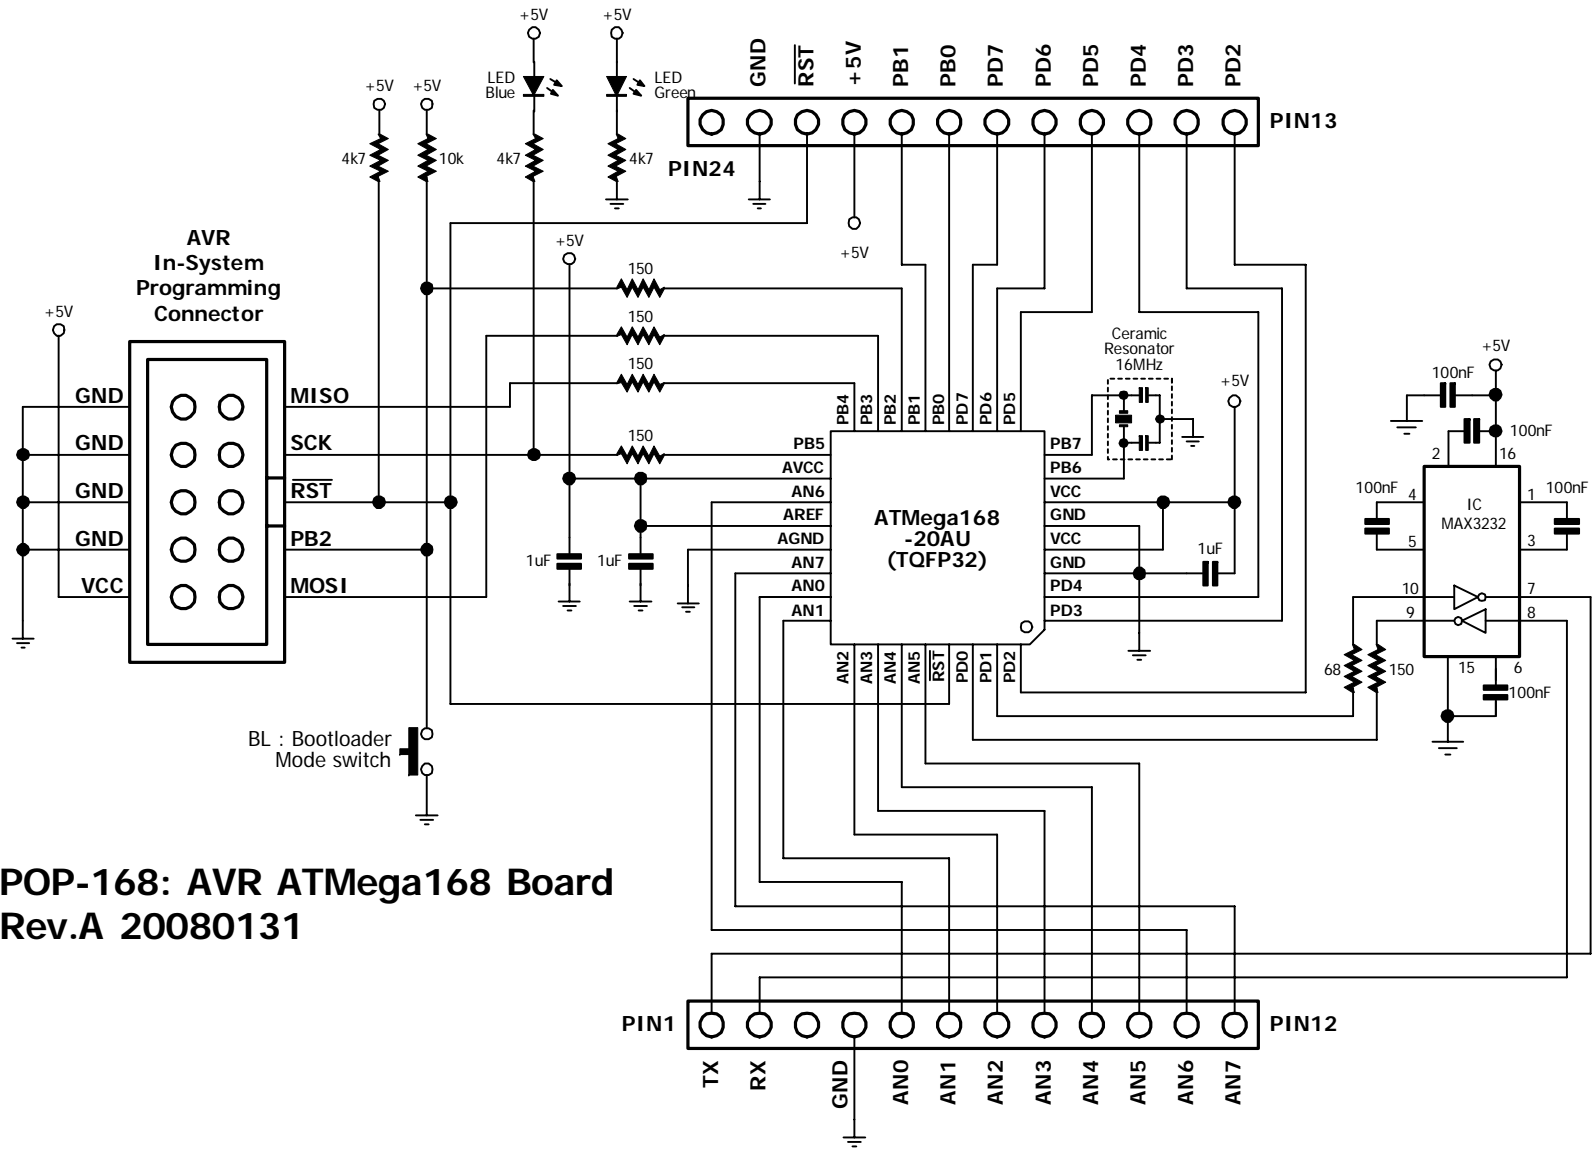 +5V
+5V
+5V
+5V
LED
Blue
LED
Green
4k7
10k
4k7
4k7
GND
RST
+5V
PB1
PB0
PD7
PD6
PD5
PD4
PD3
PD2
PIN13
PIN24
+5V
AVR
In-System
Programming
Connector
+5V
GND
GND
GND
GND
VCC
MISO
SCK
RST
PB2
MOSI
+5V
150
150
150
150
1uF
1uF
PB4
PB3
PB2
PB1
PB0
PD7
PD6
PD5
PB5
AVCC
AN6
AREF
AGND
AN7
AN0
AN1
ATMega168
-20AU
(TQFP32)
PB7
PB6
VCC
GND
VCC
GND
PD4
PD3
AN2
AN3
AN4
AN5
RST
PD0
PD1
PD2
Ceramic
Resonator
16MHz
+5V
1uF
+5V
100nF
100nF
2
16
100nF
4
5
IC
MAX3232
1
100nF
3
10
7
9
8
15
6
68
150
100nF
BL : Bootloader
Mode switch
POP-168: AVR ATMega168 Board
Rev.A 20080131
PIN1
PIN12
TX
RX
GND
AN0
AN1
AN2
AN3
AN4
AN5
AN6
AN7